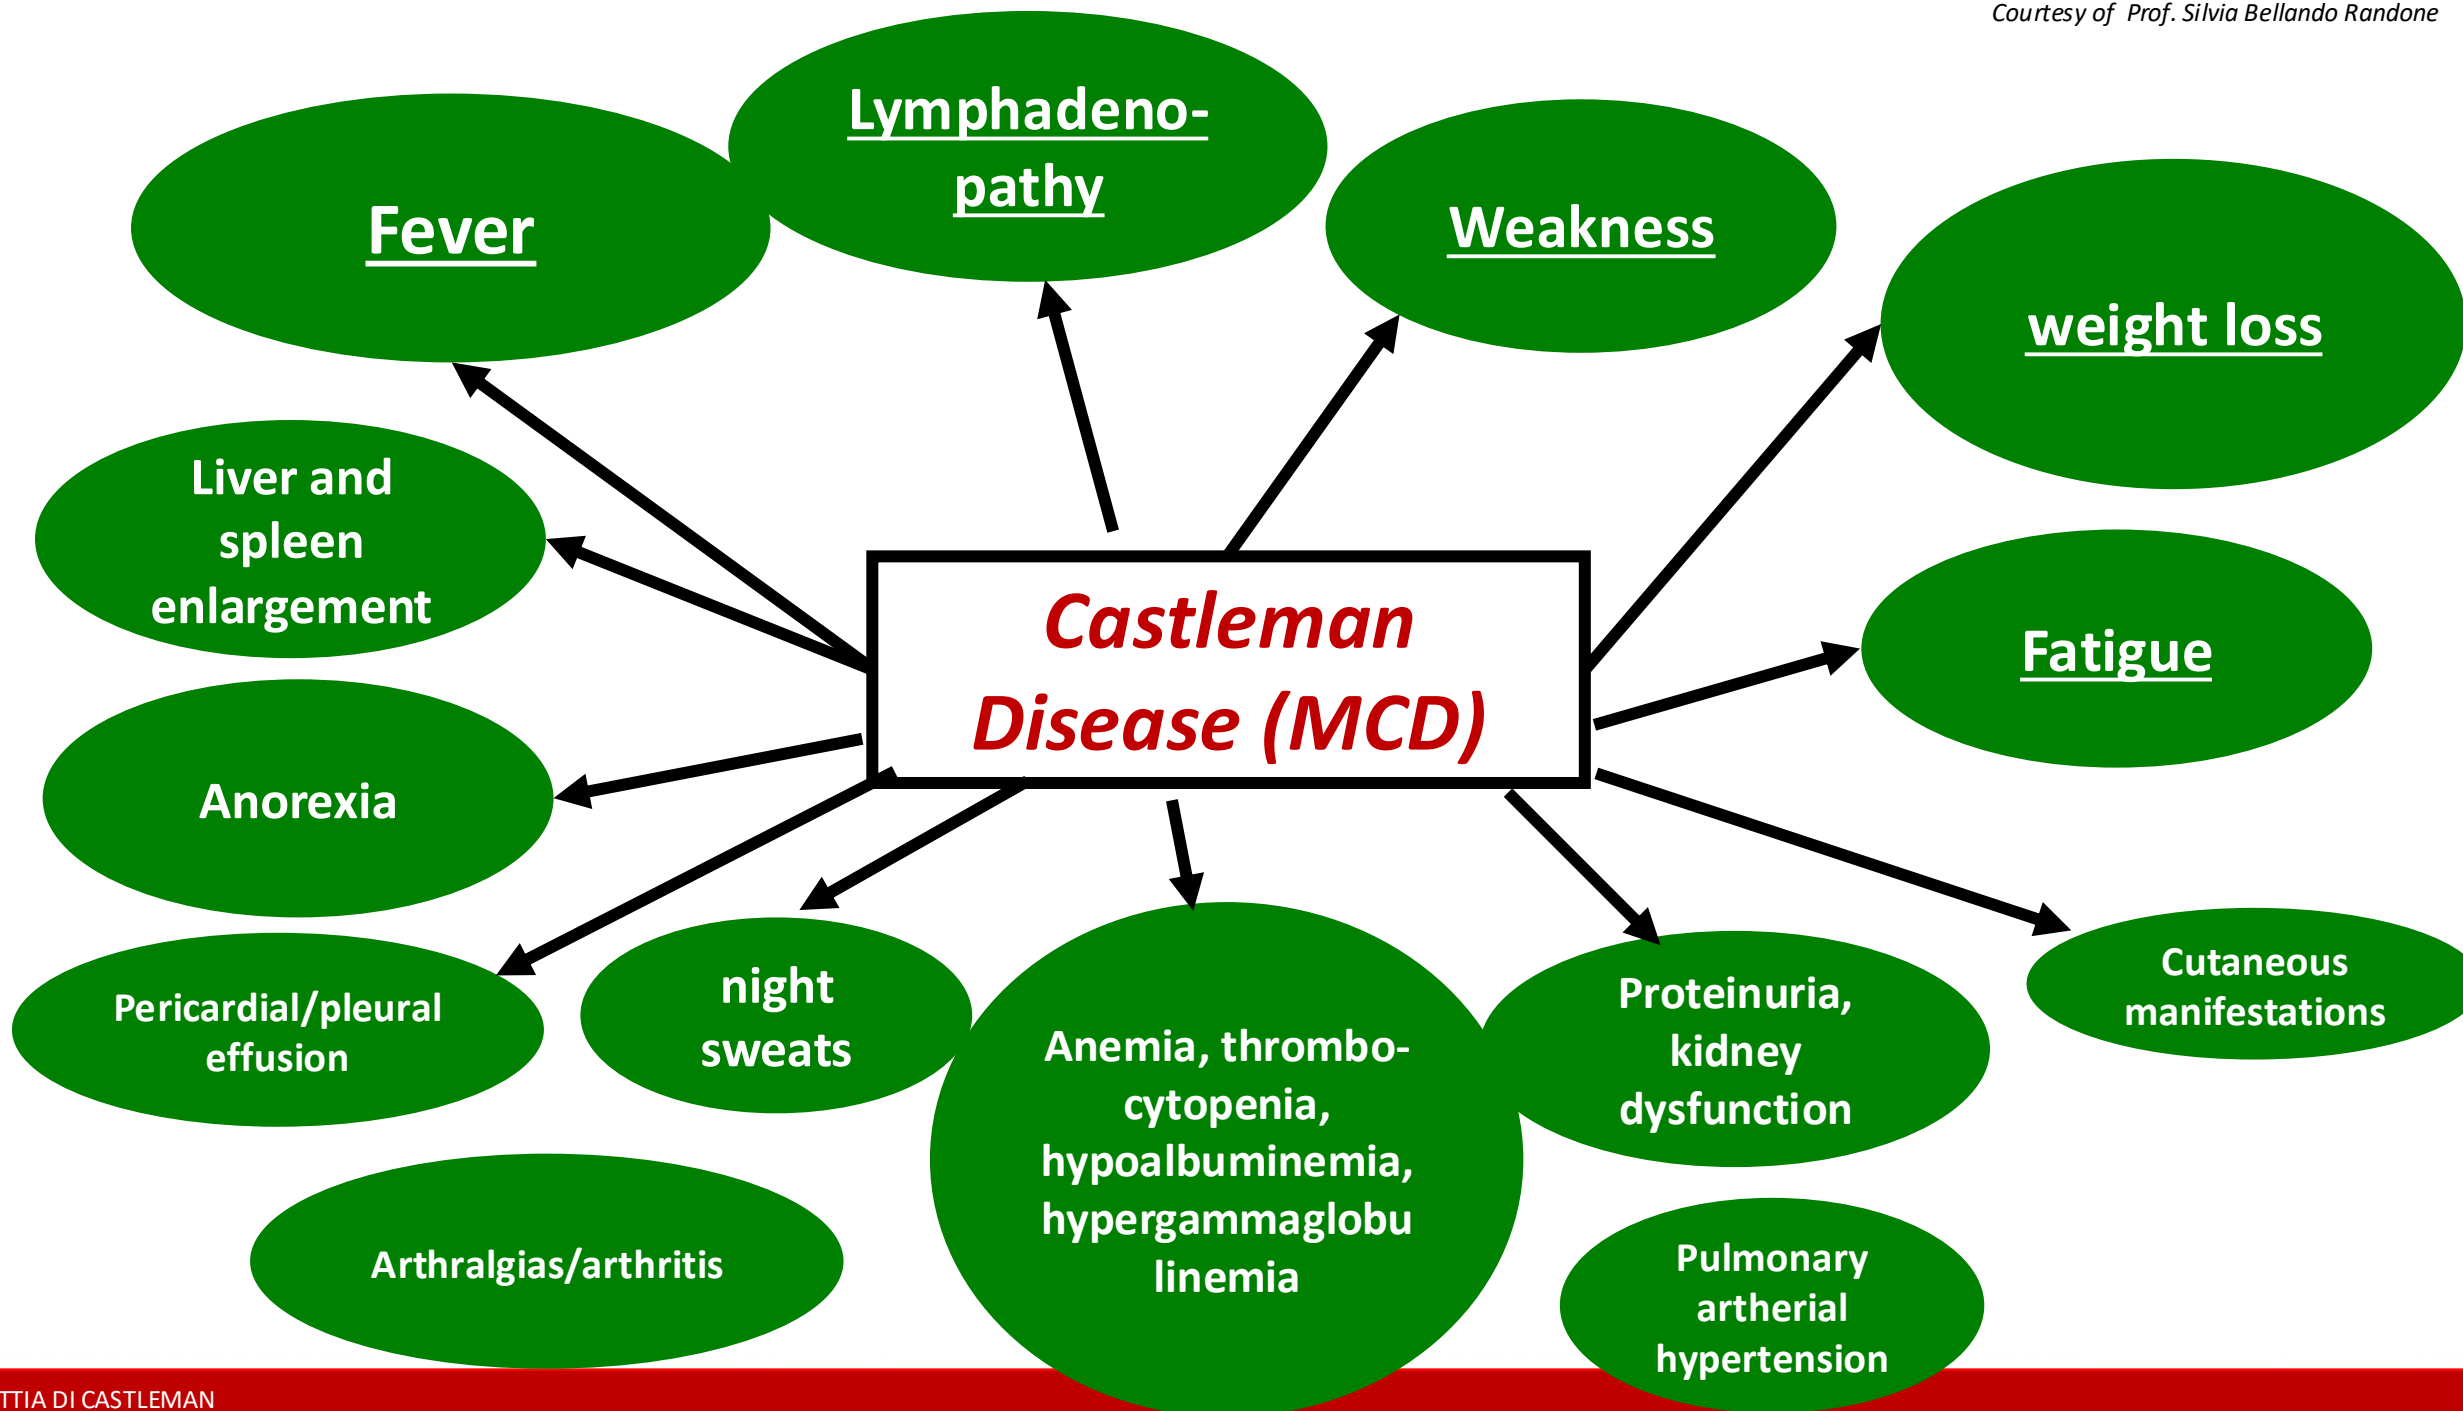 Courtesy of Prof. Silvia Bellando Randone
Lymphadeno-
pathy
Fever
Weakness
weight loss
Liver and
spleen
enlargement
Castleman
Disease (MCD)
Fatigue
Anorexia
Pericardial/pleural
effusion
night
sweats
Anemia, thrombo-
cytopenia,
hypoalbuminemia,
hypergammaglobu
linemia
Proteinuria,
kidney
dysfunction
Cutaneous
manifestations
Arthralgias/arthritis
Pulmonary
artherial
hypertension
TTIA DI CASTLEMAN